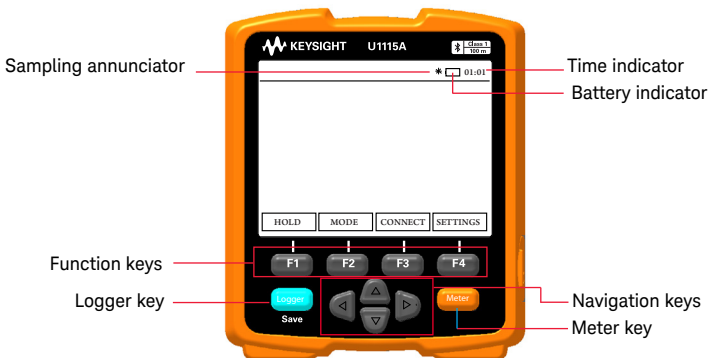 KEYSIGHT U1115A
Class 1
100 m
Sampling annunciator
01:01
Time indicator
Battery indicator
HOLD MODE CONNECT SETTINGS
F1 F2 F3 F4
Function keys
Logger key
Logger
Save
Meter
Navigation keys
Meter key